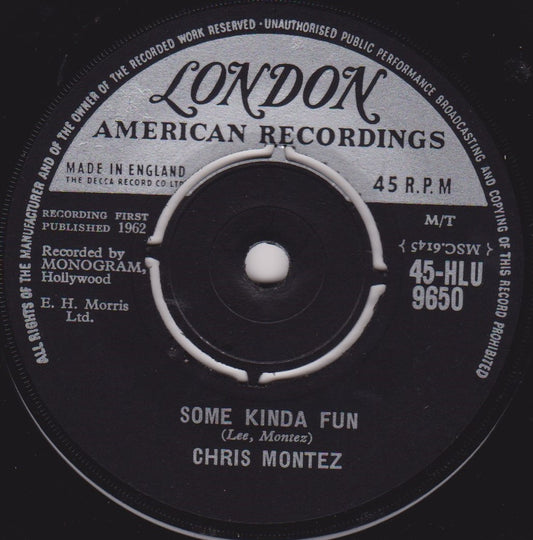 ALL RIGHTS OF THE MANUFACTURER AND OF THE OWNER OF THE RECORDED WORK RESERVED · UNAUTHORISED PUBLIC PERFORMANCE BROADCASTING AND COPYING OF THIS RECORD PROHIBITED
LONDON
AMERICAN RECORDINGS
MADE IN ENGLAND
THE DECCA RECORD CO LTD
45 R.P.M
RECORDING FIRST
PUBLISHED 1962
M/T
Recorded by
MONOGRAM,
Hollywood
{ MSC.6145 }
45-HLU
9650
E. H. Morris
Ltd.
SOME KINDA FUN
(Lee, Montez)
CHRIS MONTEZ